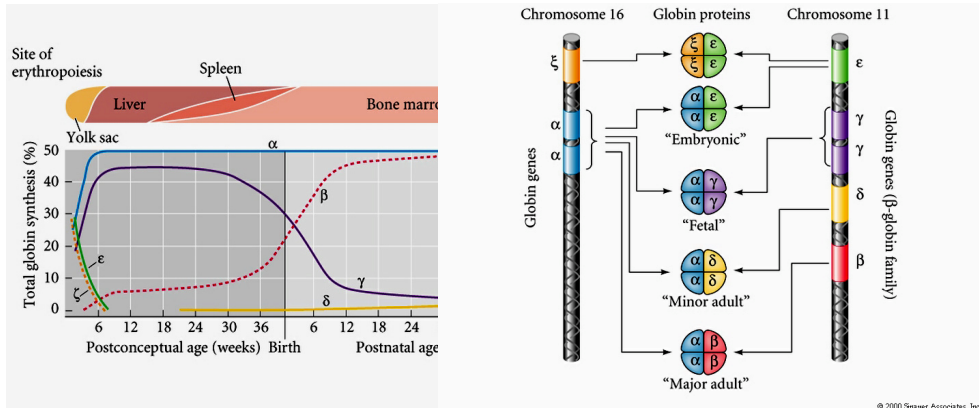 Site of
erythropoiesis
Spleen
Liver
Bone marro
Yolk sac
Total globin synthesis (%)
50
40
30
20
10
0
α
β
ε
ζ
γ
δ
6 12 18 24 30 36 6 12 18 24
Postconceptual age (weeks) Birth Postnatal age
Chromosome 16 Globin proteins Chromosome 11
Globin genes
ξ
α
α
ξ ε
ξ ε
α ε
α ε
"Embryonic"
α γ
α γ
"Fetal"
α δ
α δ
"Minor adult"
α β
α β
"Major adult"
ε
γ
γ
δ
β
Globin genes (β-globin family)
© 2000 Sinauer Associates, Inc